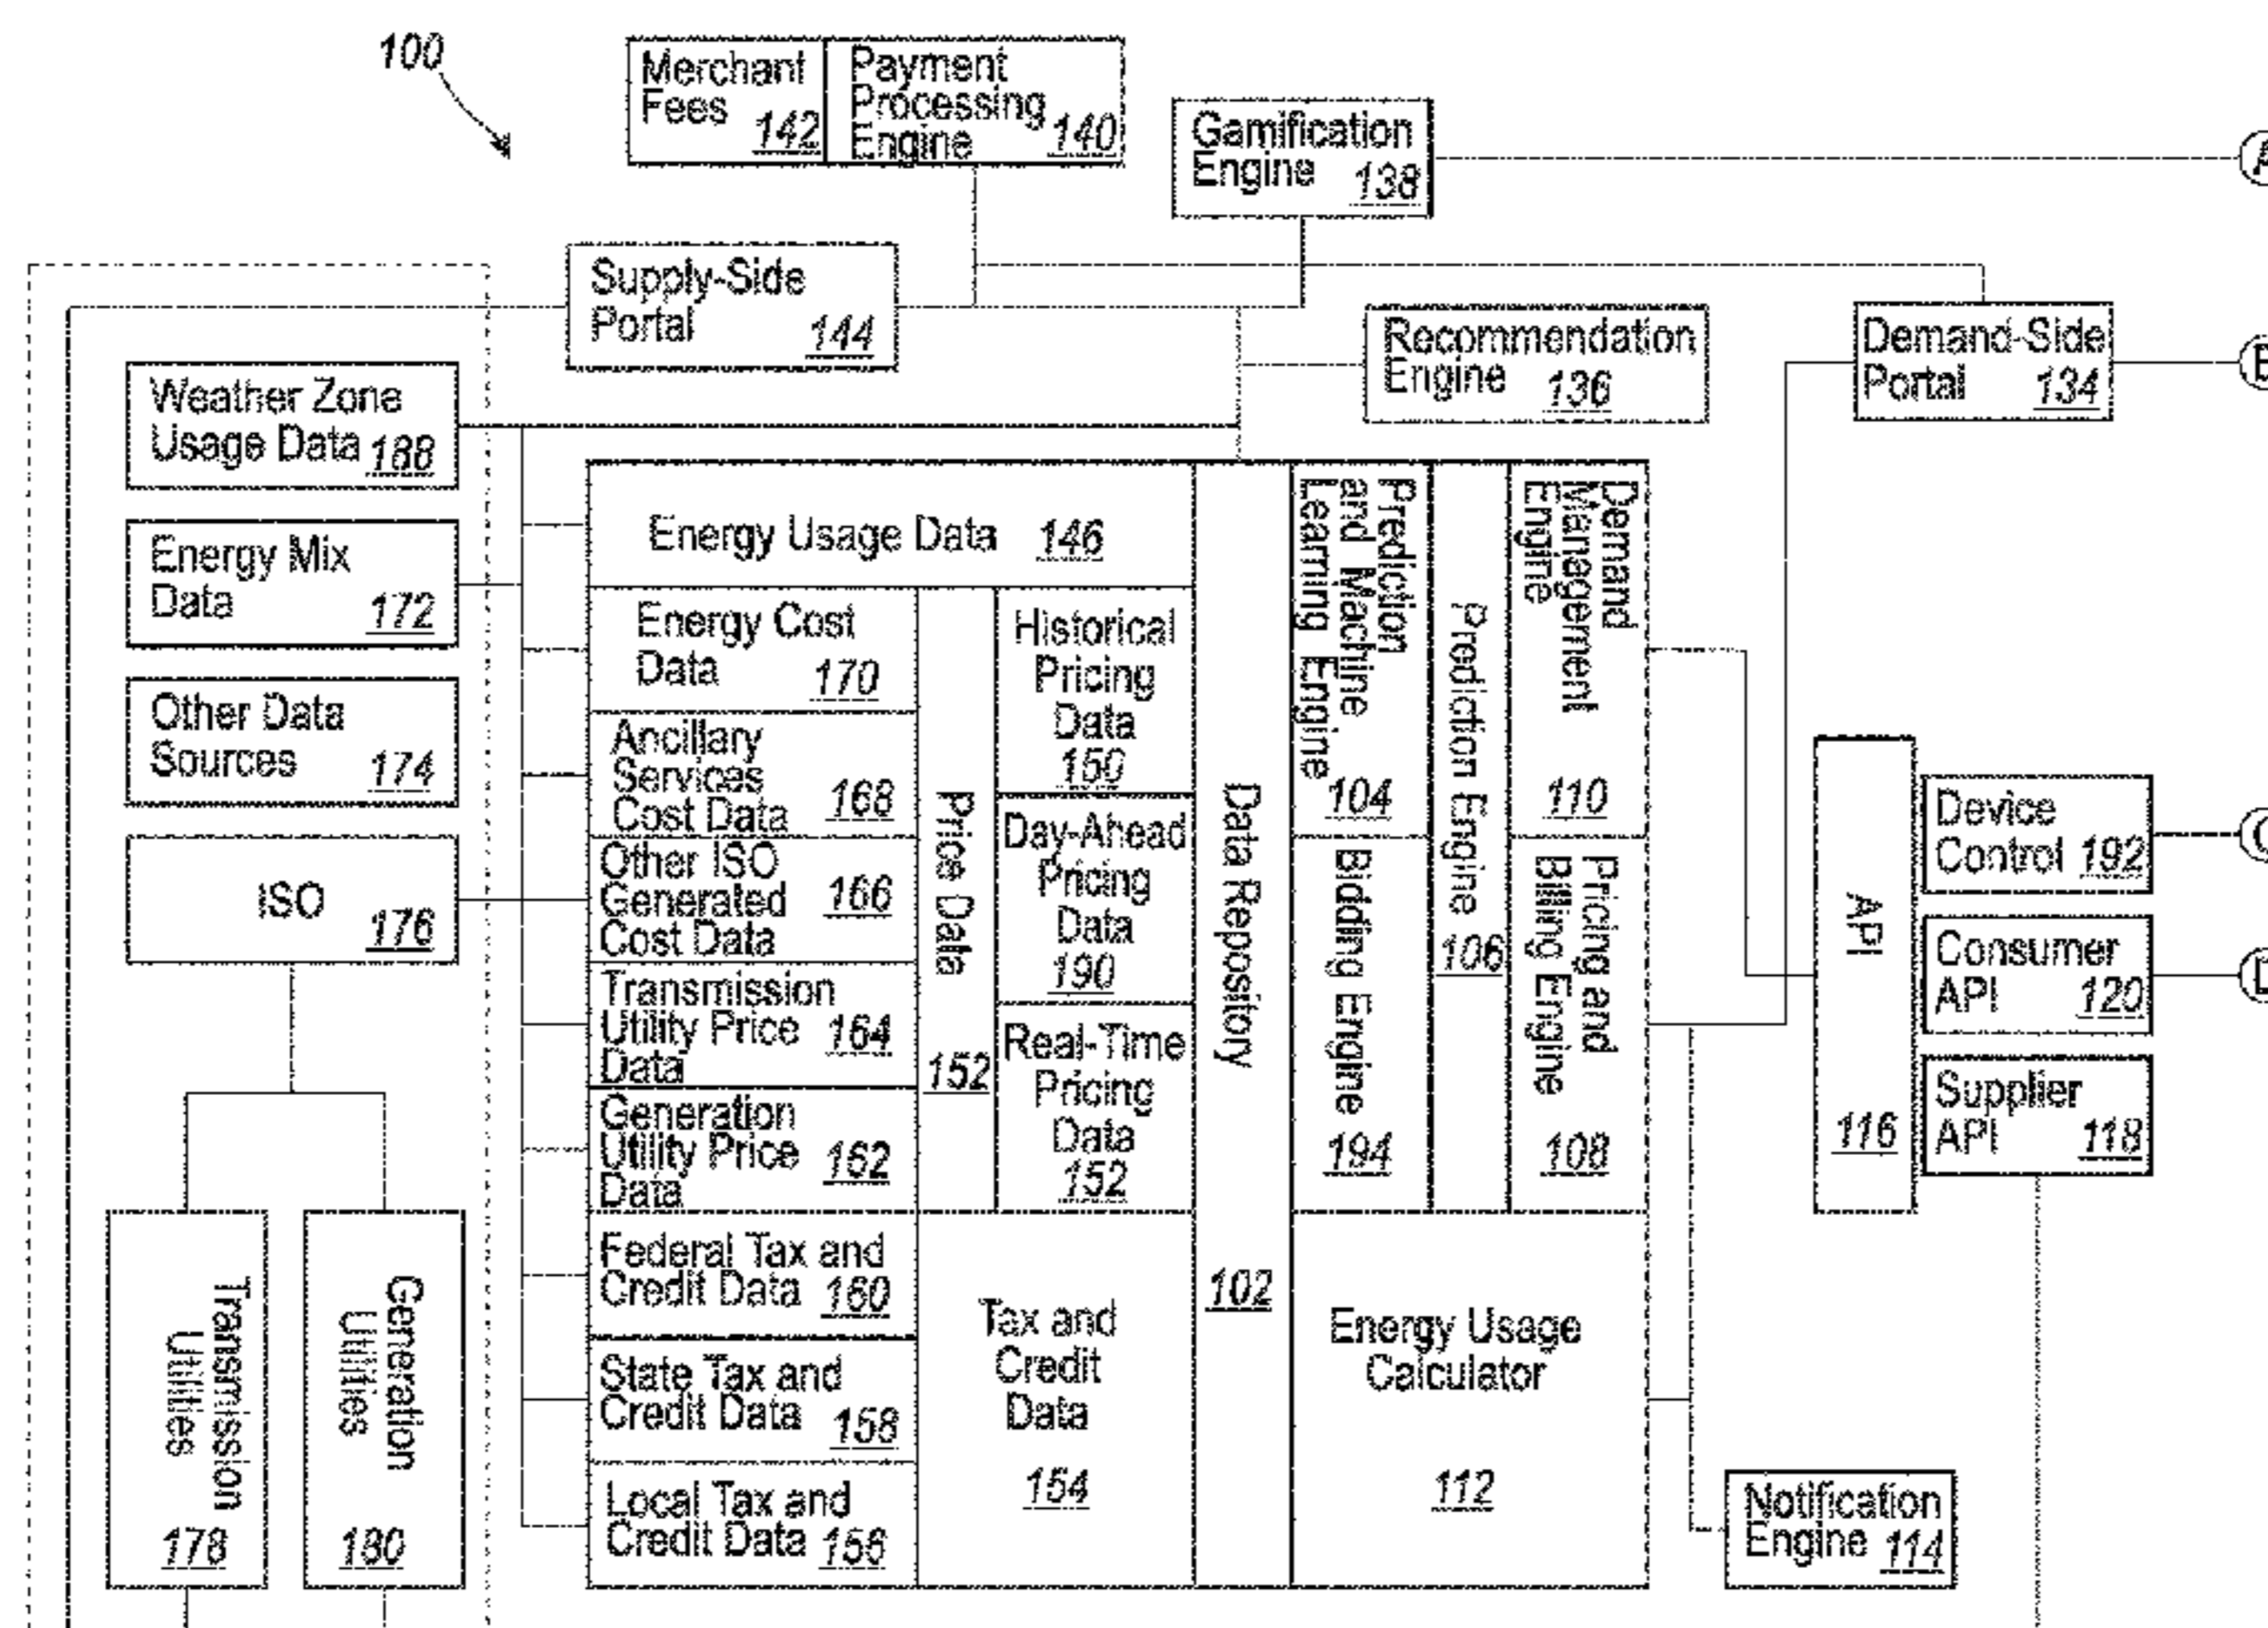 100
Merchant
Fees 142
Payment
Processing
Engine 140
Gamification
Engine 138
A
Supply-Side
Portal 144
Recommendation
Engine 136
Demand-Side
Portal 134
Weather Zone
Usage Data 188
Energy Mix
Data 172
Other Data
Sources 174
ISO
176
Transmission
Utilities
178
Generation
Utilities
180
Energy Usage Data 146
Energy Cost
Data 170
Ancillary
Services
Cost Data 168
Other ISO
Generated
Cost Data 166
Transmission
Utility Price
Data 164
Generation
Utility Price
Data 162
Federal Tax and
Credit Data 160
State Tax and
Credit Data 158
Local Tax and
Credit Data 156
Price Data
152
Historical
Pricing
Data
150
Day-Ahead
Pricing
Data
190
Real-Time
Pricing
Data
152
Tax and
Credit
Data
154
Data Repository
102
Prediction
and Machine
Learning Engine
104
Bidding Engine
194
Prediction Engine
106
Demand
Management
Engine
110
Pricing and
Billing Engine
108
Energy Usage
Calculator
112
API
116
Device
Control 192
Consumer
API 120
Supplier
API 118
Notification
Engine 114